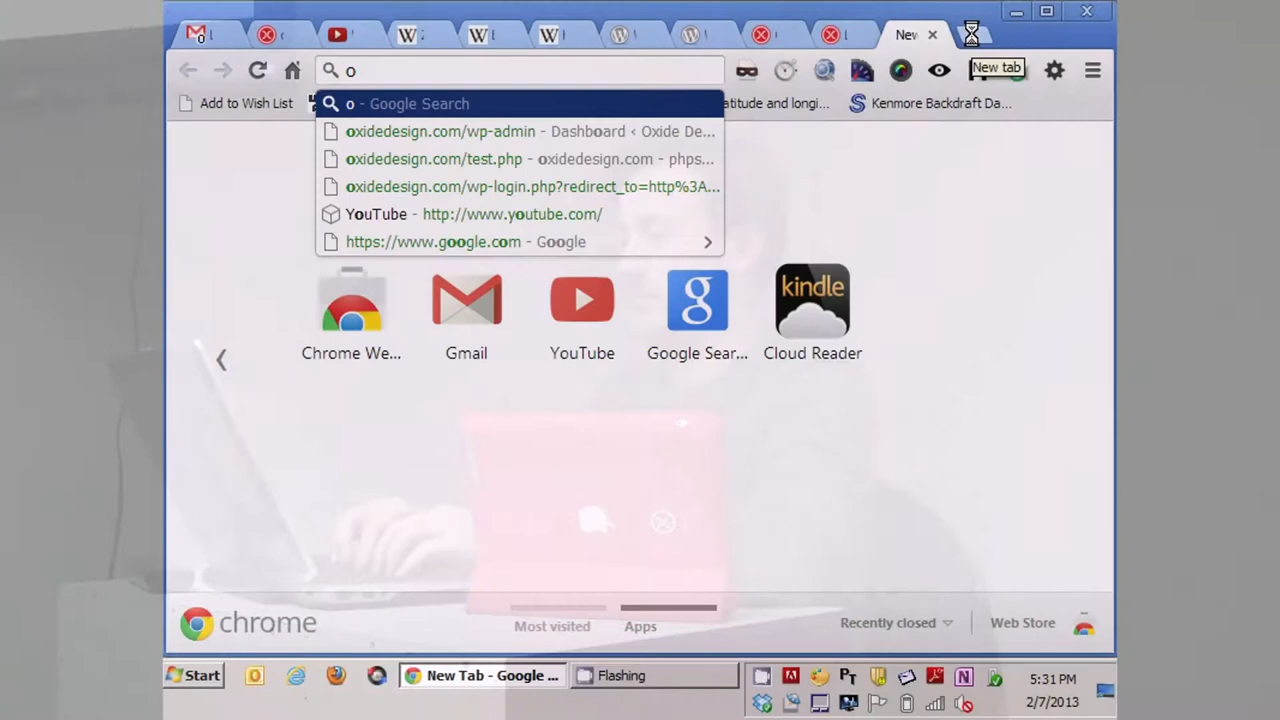 New
o
New tab
Add to Wish List
atitude and longi...
Kenmore Backdraft Da...
o - Google Search
oxidedesign.com/wp-admin - Dashboard ‹ Oxide De...
oxidedesign.com/test.php - oxidedesign.com - phps...
oxidedesign.com/wp-login.php?redirect_to=http%3A...
YouTube - http://www.youtube.com/
https://www.google.com - Google
kindle
Chrome We...
Gmail
YouTube
Google Sear...
Cloud Reader
chrome
Most visited
Apps
Recently closed
Web Store
Start
New Tab - Google ...
Flashing
5:31 PM
2/7/2013